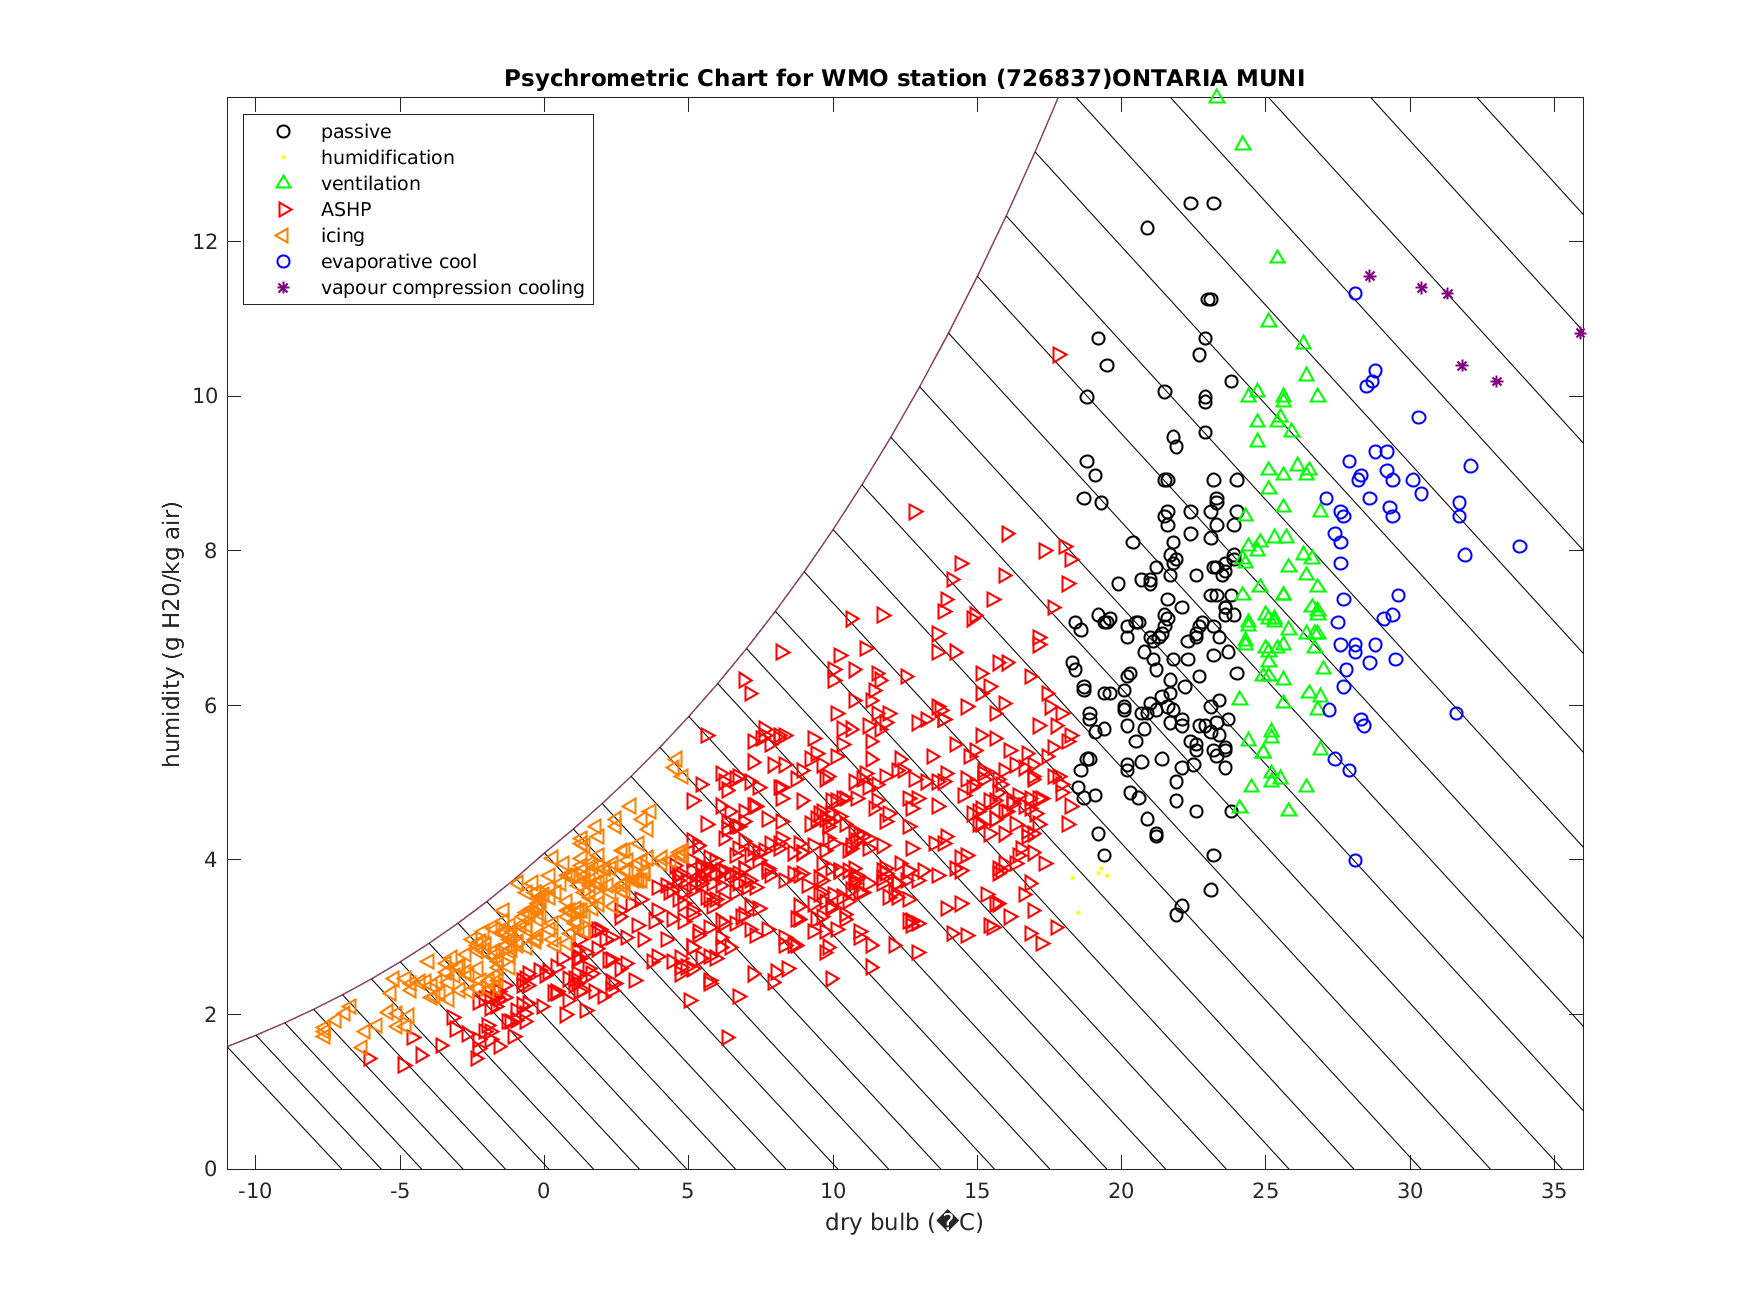 Psychrometric Chart for WMO station (726837)ONTARIA MUNI
passive
humidification
ventilation
ASHP
icing
evaporative cool
vapour compression cooling
humidity (g H20/kg air)
12
10
8
6
4
2
0
-10 -5 0 5 10 15 20 25 30 35
dry bulb (�C)